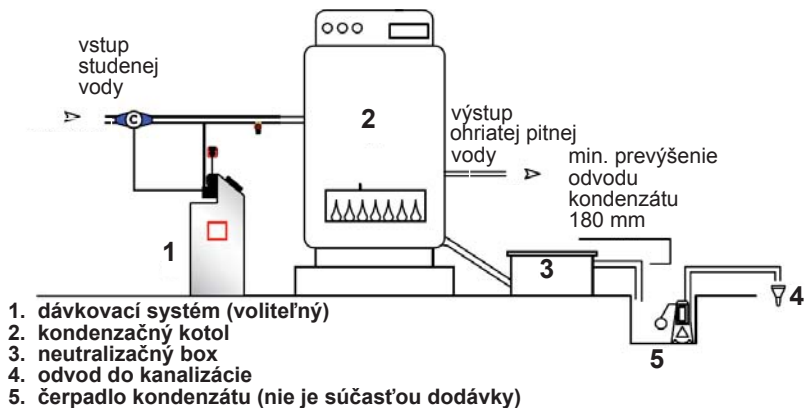 vstup
studenej
vody
C
2
výstup
ohriatej pitnej
vody
min. prevýšenie
odvodu
kondenzátu
180 mm
1
3
4
5
1. dávkovací systém (voliteľný)
2. kondenzačný kotol
3. neutralizačný box
4. odvod do kanalizácie
5. čerpadlo kondenzátu (nie je súčasťou dodávky)